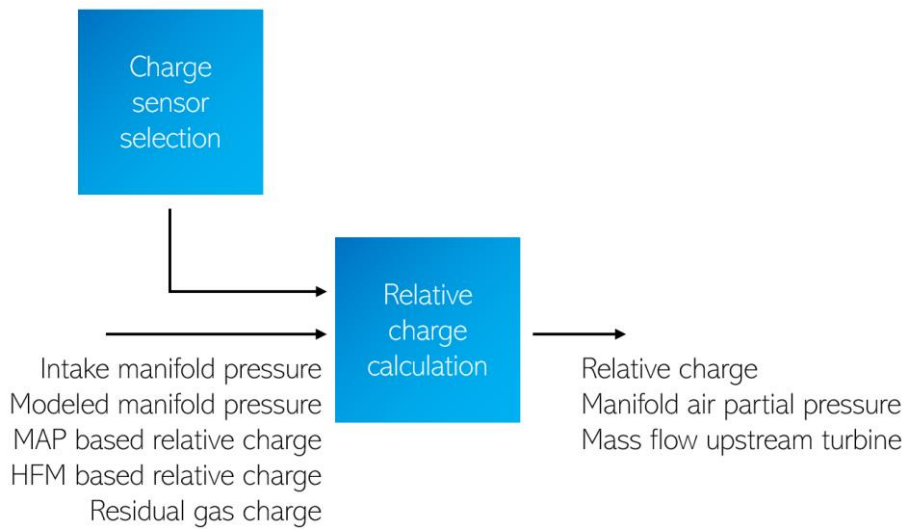 Charge
sensor
selection
Relative
charge
calculation
Intake manifold pressure
Modeled manifold pressure
MAP based relative charge
HFM based relative charge
Residual gas charge
Relative charge
Manifold air partial pressure
Mass flow upstream turbine